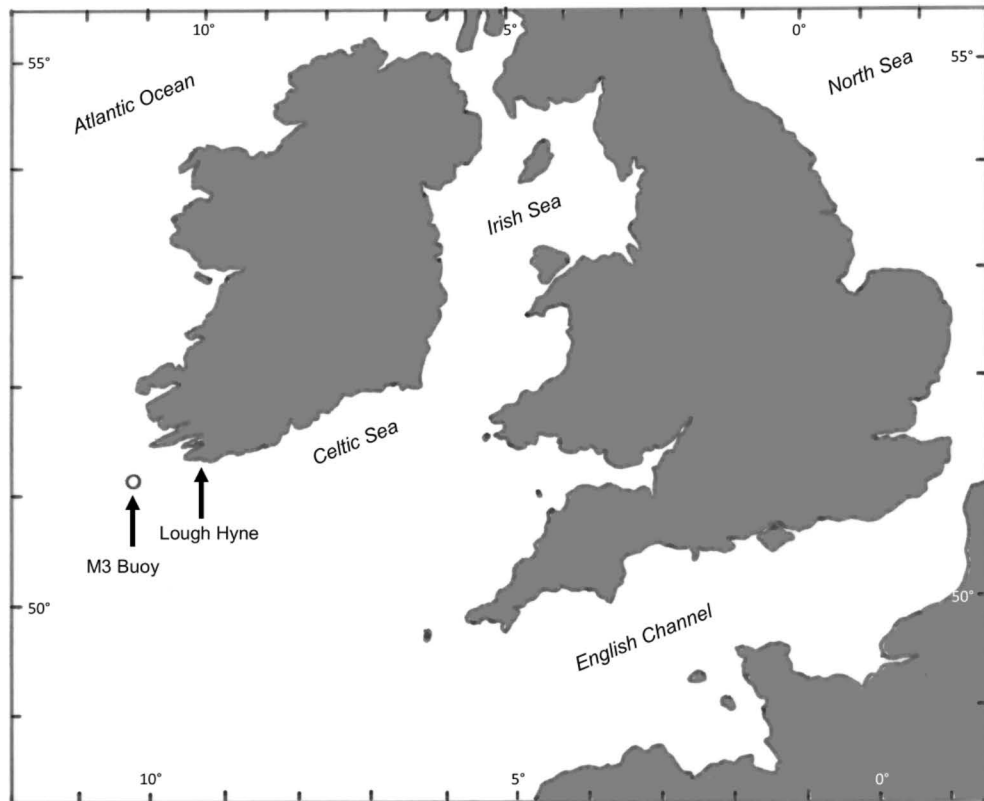 10°
5°
0°
55°
55°
North Sea
Atlantic Ocean
Irish Sea
Celtic Sea
Lough Hyne
M3 Buoy
50°
50°
English Channel
10°
5°
0°